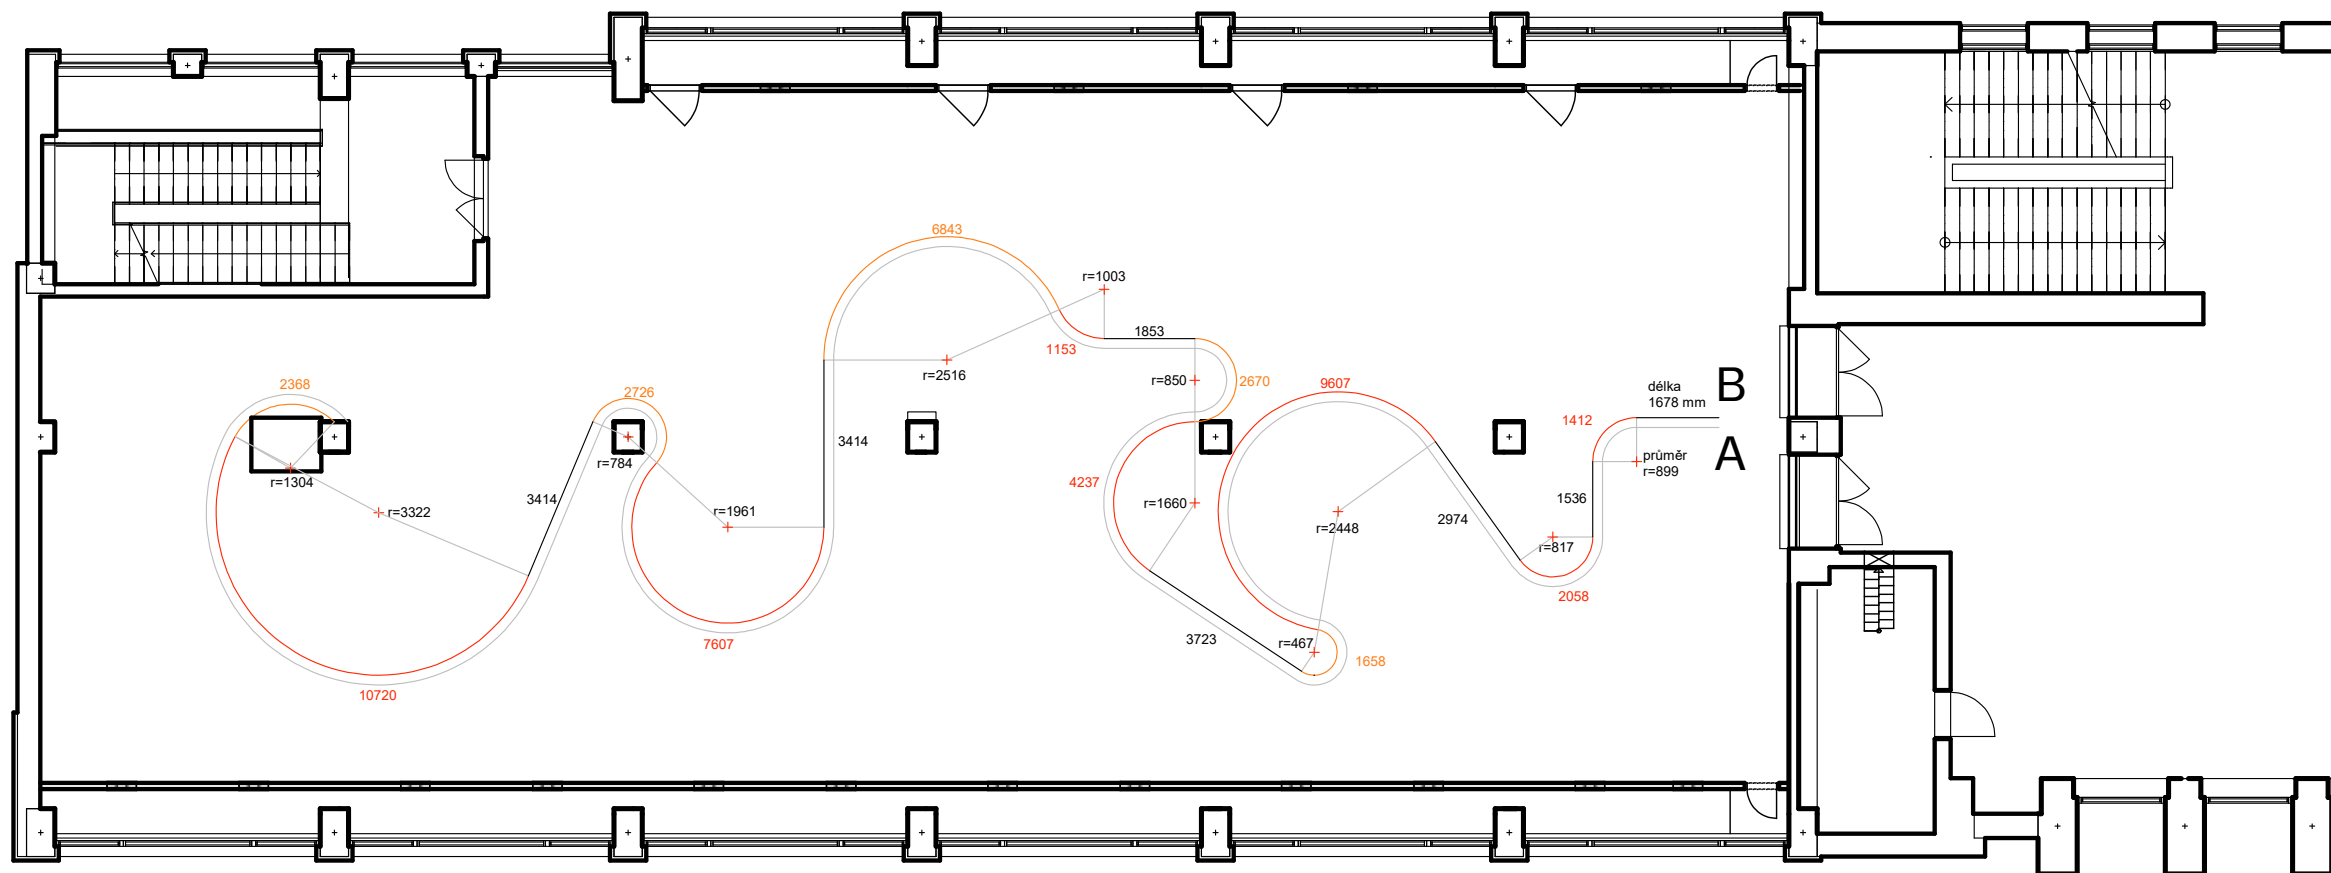 6843
r=1003
1853
1153
r=2516
r=850
2670
2368
2726
9607
délka
1678 mm
B
1412
A
průměr
r=899
3414
r=784
r=1304
4237
3414
r=3322
r=1961
r=1660
1536
2974
r=2448
r=817
2058
3723
r=467
1658
7607
10720